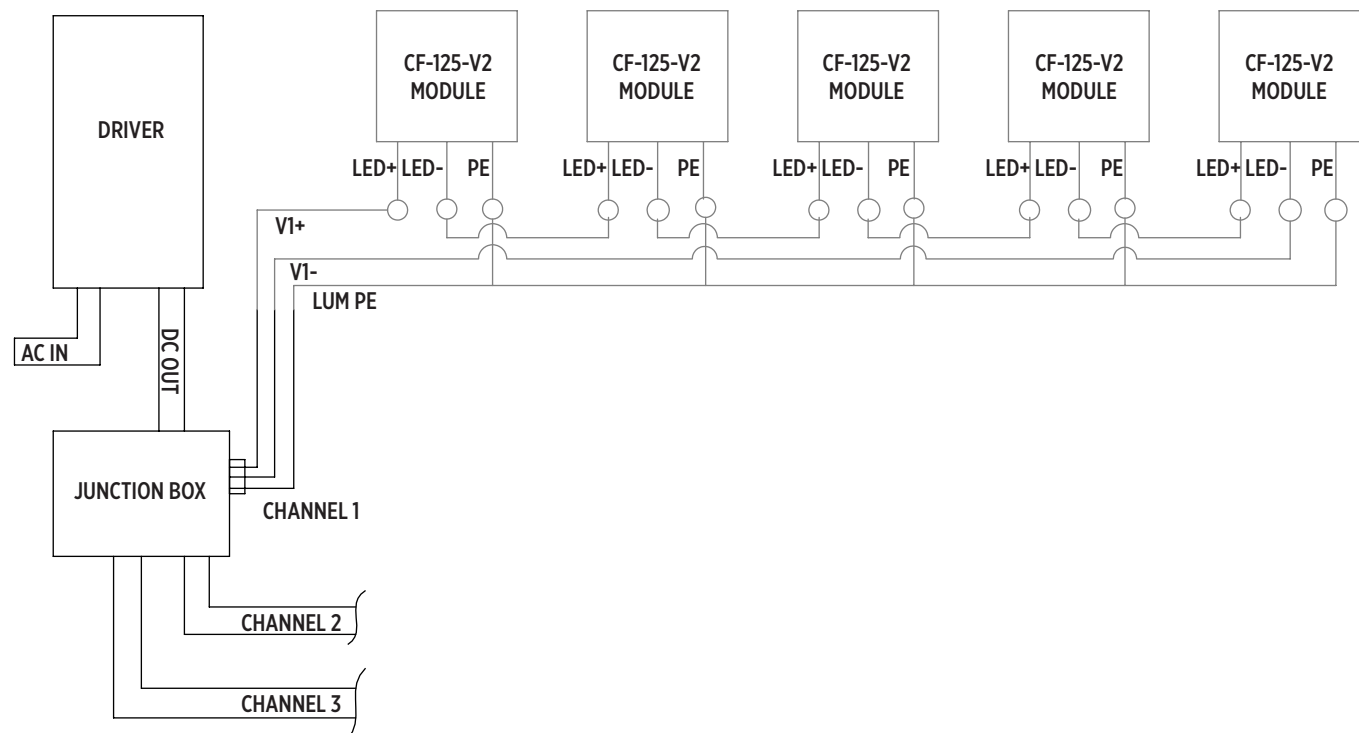 DRIVER
CF-125-V2
MODULE
CF-125-V2
MODULE
CF-125-V2
MODULE
CF-125-V2
MODULE
CF-125-V2
MODULE
LED+ LED- PE
LED+ LED- PE
LED+ LED- PE
LED+ LED- PE
LED+ LED- PE
V1+
V1-
LUM PE
AC IN
DC OUT
JUNCTION BOX
CHANNEL 1
CHANNEL 2
CHANNEL 3